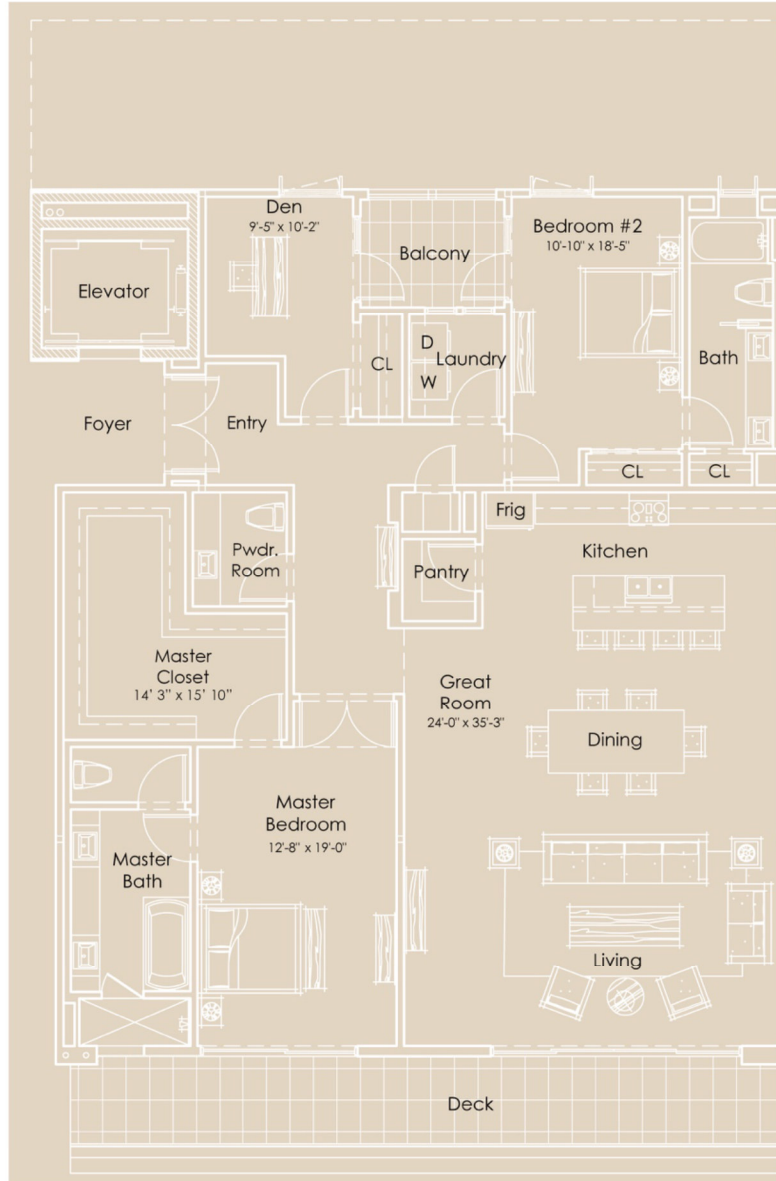 Den
9'-5" x 10'-2"
Bedroom #2
10'-10" x 18'-5"
Balcony
Elevator
D
W
Laundry
CL
Bath
Foyer
Entry
CL
CL
Frig
Kitchen
Pwdr.
Room
Pantry
Master
Closet
14' 3" x 15' 10"
Great
Room
24'-0" x 35'-3"
Dining
Master
Bedroom
12'-8" x 19'-0"
Master
Bath
Living
Deck